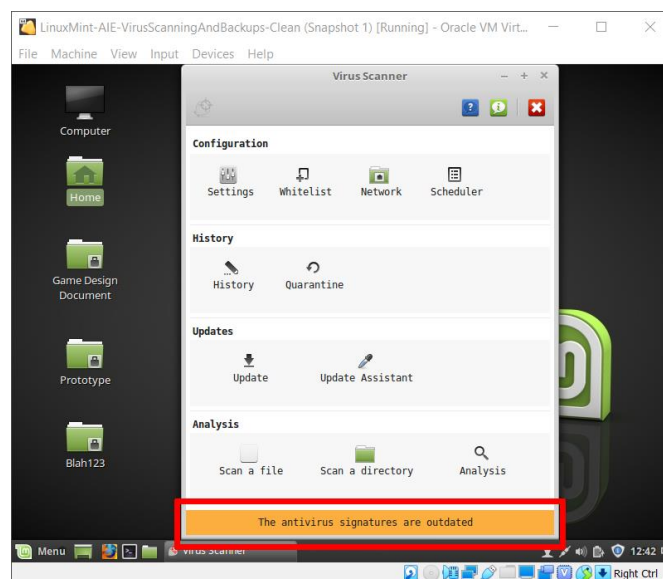 LinuxMint-AIE-VirusScanningAndBackups-Clean (Snapshot 1) [Running] - Oracle VM Virt...
File Machine View Input Devices Help
Virus Scanner
Computer
Home
Game Design
Document
Prototype
Blah123
Configuration
Settings Whitelist Network Scheduler
History
History Quarantine
Updates
Update Update Assistant
Analysis
Scan a file Scan a directory Analysis
The antivirus signatures are outdated
Menu Virus Scanner 12:42
Right Ctrl